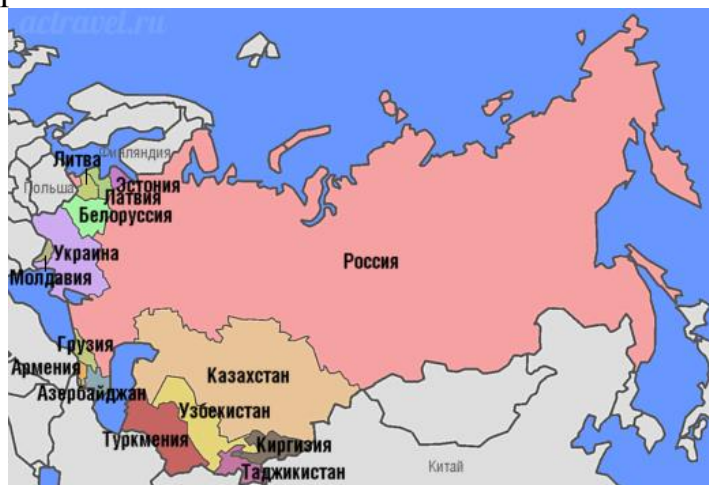 actravel.ru
Финляндия
Литва
Эстония
Польша
Латвия
Белоруссия
Украина
Россия
Молдавия
Грузия
Армения
Казахстан
Азербайджан
Узбекистан
Туркмения
Киргизия
Китай
Таджикистан